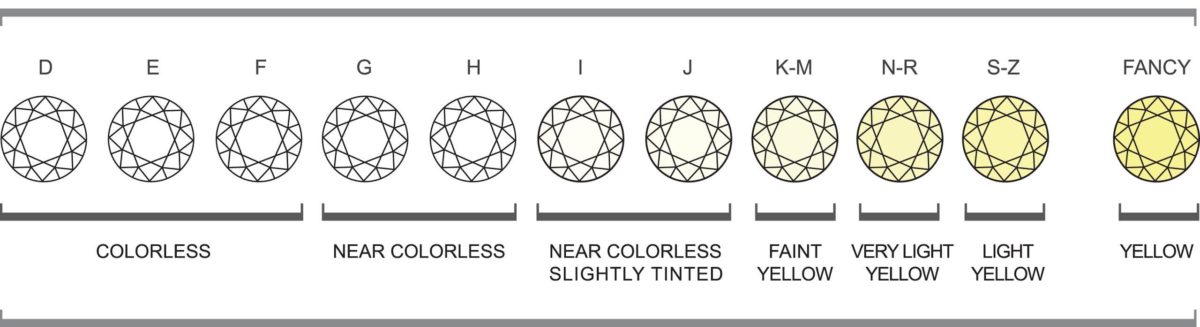 D E F G H I J K-M N-R S-Z FANCY
COLORLESS NEAR COLORLESS NEAR COLORLESS FAINT VERY LIGHT LIGHT YELLOW
SLIGHTLY TINTED YELLOW YELLOW YELLOW